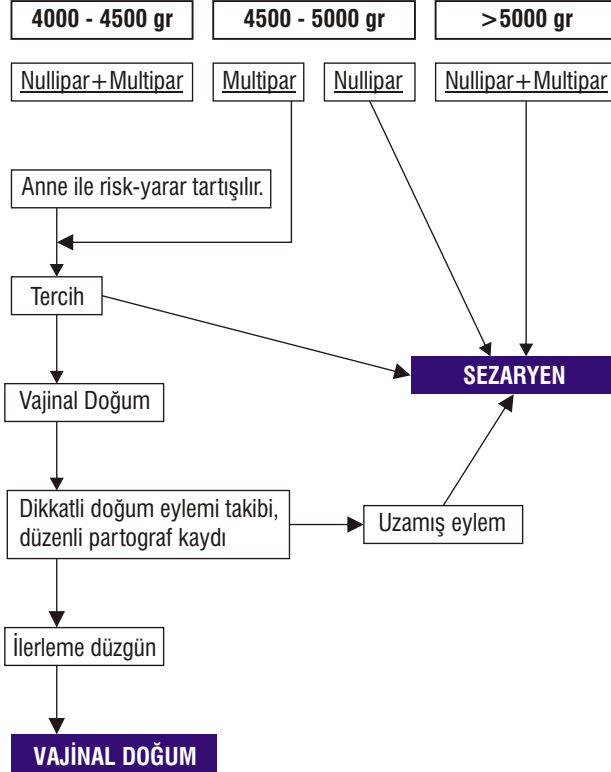 4000 - 4500 gr
4500 - 5000 gr
>5000 gr
Nullipar+Multipar
Multipar
Nullipar
Nullipar+Multipar
Anne ile risk-yarar tartışılır.
Tercih
SEZARYEN
Vajinal Doğum
Dikkatli doğum eylemi takibi,
düzenli partograf kaydı
Uzamış eylem
İlerleme düzgün
VAJİNAL DOĞUM